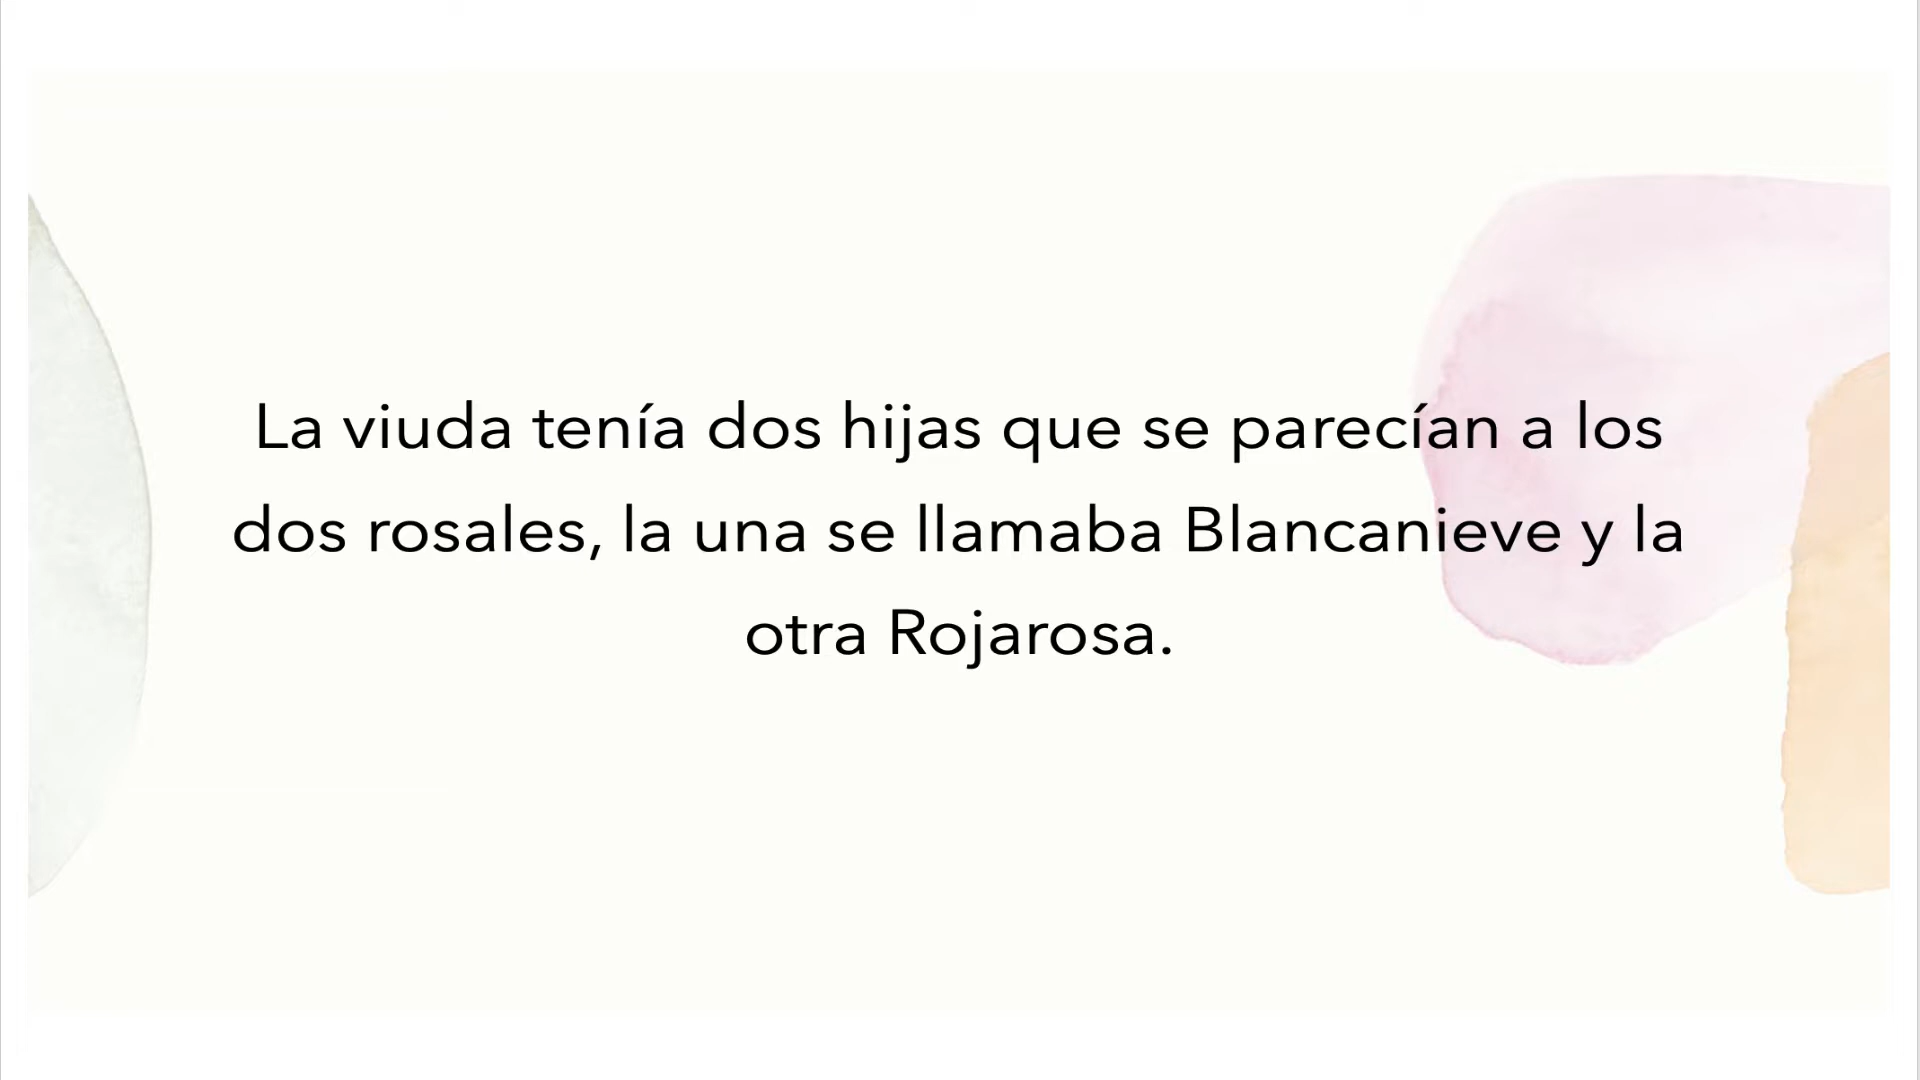 La viuda tenía dos hijas que se parecían a los
dos rosales, la una se llamaba Blancanieve y la
otra Rojarosa.